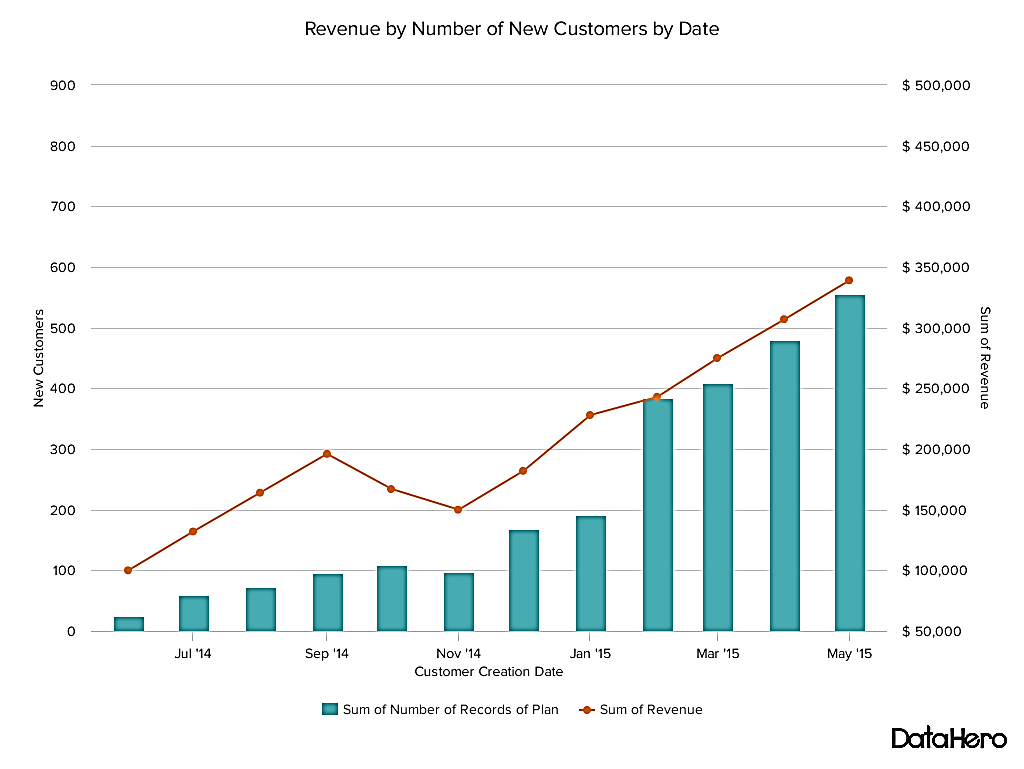 Revenue by Number of New Customers by Date
900
800
700
600
500
400
300
200
100
0
New Customers
$ 500,000
$ 450,000
$ 400,000
$ 350,000
$ 300,000
$ 250,000
$ 200,000
$ 150,000
$ 100,000
$ 50,000
Sum of Revenue
Jul '14 Sep '14 Nov '14 Jan '15 Mar '15 May '15
Customer Creation Date
Sum of Number of Records of Plan Sum of Revenue
DataHero